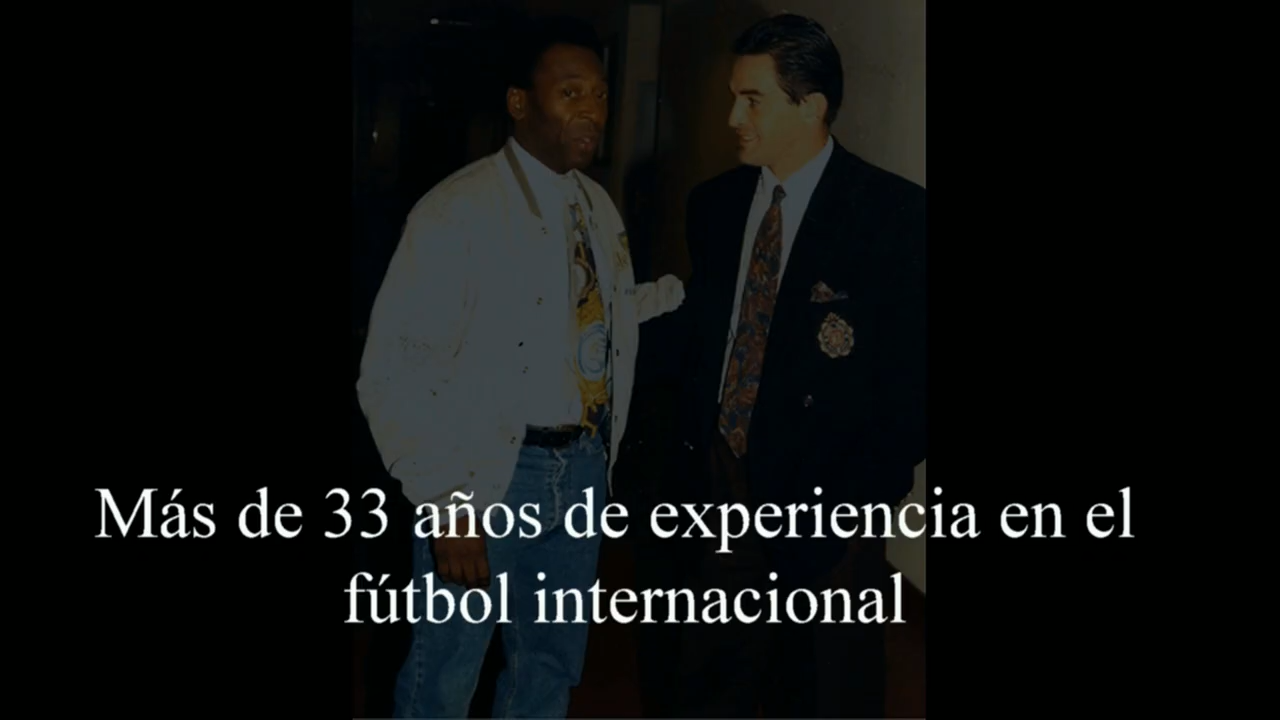 Más de 33 años de experiencia en el
fútbol internacional